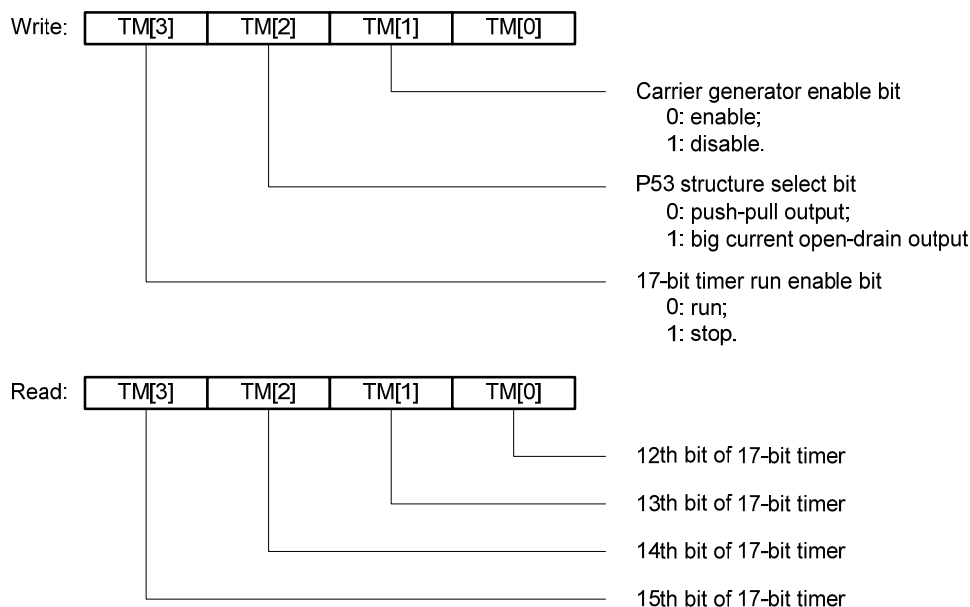 Write: TM[3] TM[2] TM[1] TM[0]
Carrier generator enable bit
0: enable;
1: disable.
P53 structure select bit
0: push-pull output;
1: big current open-drain output
17-bit timer run enable bit
0: run;
1: stop.
Read: TM[3] TM[2] TM[1] TM[0]
12th bit of 17-bit timer
13th bit of 17-bit timer
14th bit of 17-bit timer
15th bit of 17-bit timer